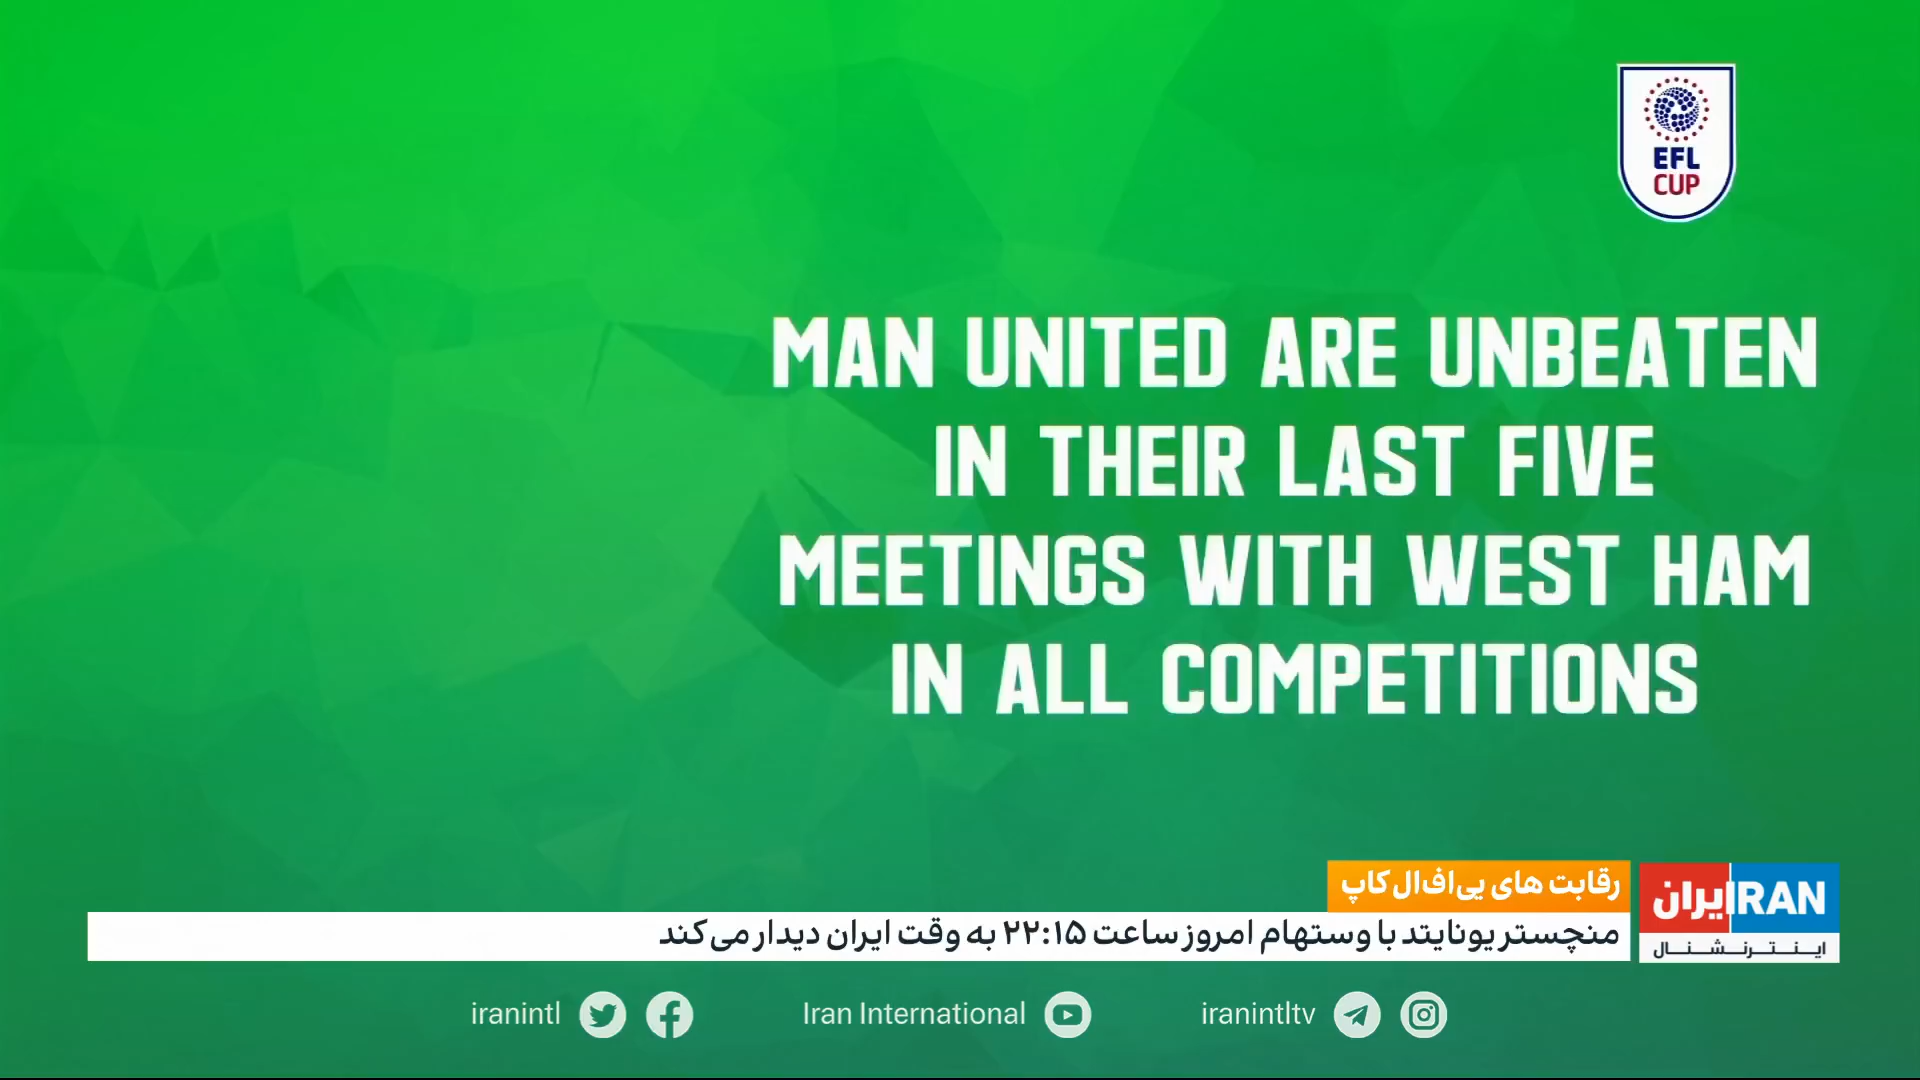 EFL
CUP
MAN UNITED ARE UNBEATEN
IN THEIR LAST FIVE
MEETINGS WITH WEST HAM
IN ALL COMPETITIONS
رقابت های یی‌اف‌ال کاپ
منچستر یونایتد با وستهام امروز ساعت ۲۲:۱۵ به وقت ایران دیدار می‌کند
ایران IRAN
اینترنشنال
iranintl
Iran International
iranintltv